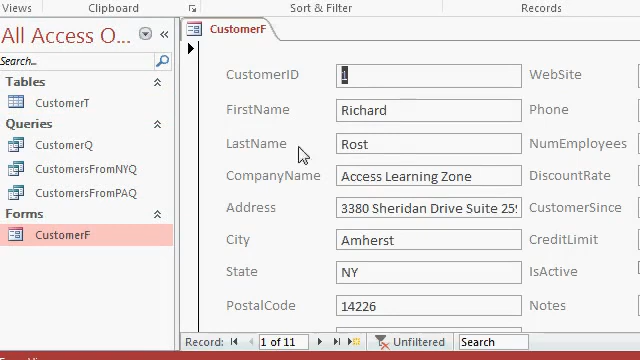 Views Clipboard Sort & Filter Records
All Access O...
Search...
Tables
CustomerT
Queries
CustomerQ
CustomersFromNYQ
CustomersFromPAQ
Forms
CustomerF
CustomerF
CustomerID 1 WebSite
FirstName Richard Phone
LastName Rost NumEmployees
CompanyName Access Learning Zone DiscountRate
Address 3380 Sheridan Drive Suite 259 CustomerSince
City Amherst CreditLimit
State NY IsActive
PostalCode 14226 Notes
Record: 1 of 11 Unfiltered Search